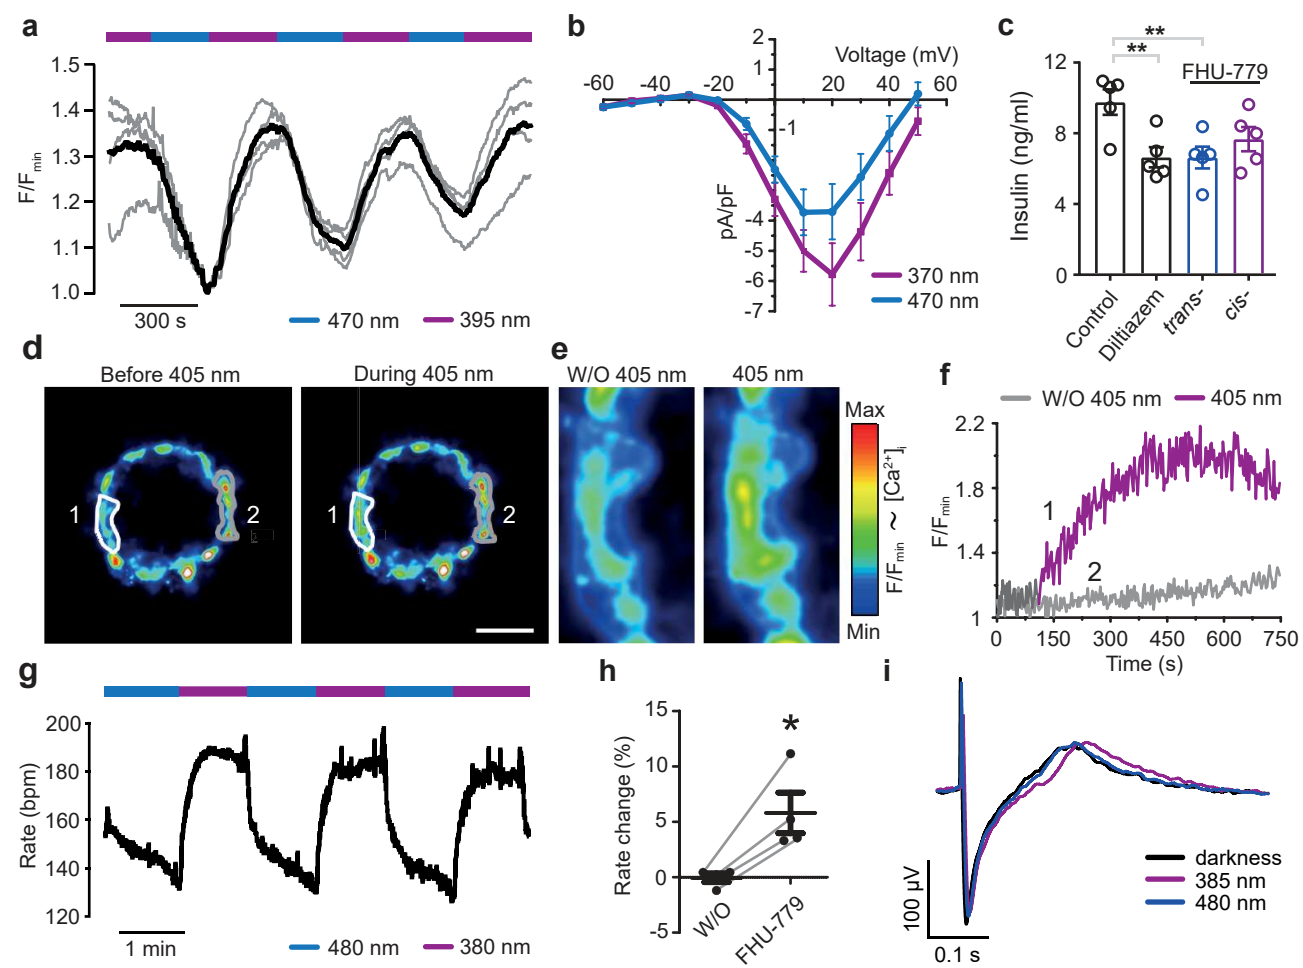 a
1.5
1.4
1.3
1.2
1.1
1.0
F/Fmin
300 s
470 nm
395 nm
b
2
Voltage (mV)
-60
-40
-20
20
40
60
-1
-4
-5
-6
-7
pA/pF
370 nm
470 nm
c
**
**
FHU-779
12
8
4
0
Insulin (ng/ml)
Control
Diltiazem
trans-
cis-
d
Before 405 nm
During 405 nm
1
2
1
2
e
W/O 405 nm
405 nm
Max
Min
F/Fmin ~ [Ca2+]i
f
W/O 405 nm
405 nm
2.2
1.8
1.4
1
F/Fmin
1
2
0
150
300
450
600
750
Time (s)
g
200
180
160
140
120
Rate (bpm)
1 min
480 nm
380 nm
h
15
10
5
0
-5
Rate change (%)
*
W/O
FHU-779
i
darkness
385 nm
480 nm
100 µV
0.1 s